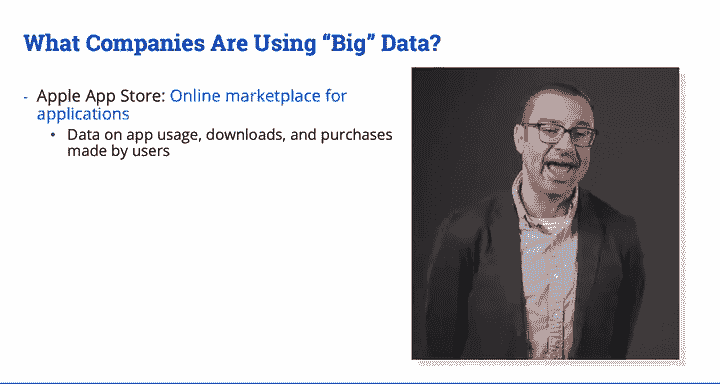 What Companies Are Using “Big” Data?
- Apple App Store: Online marketplace for
applications
• Data on app usage, downloads, and purchases
made by users